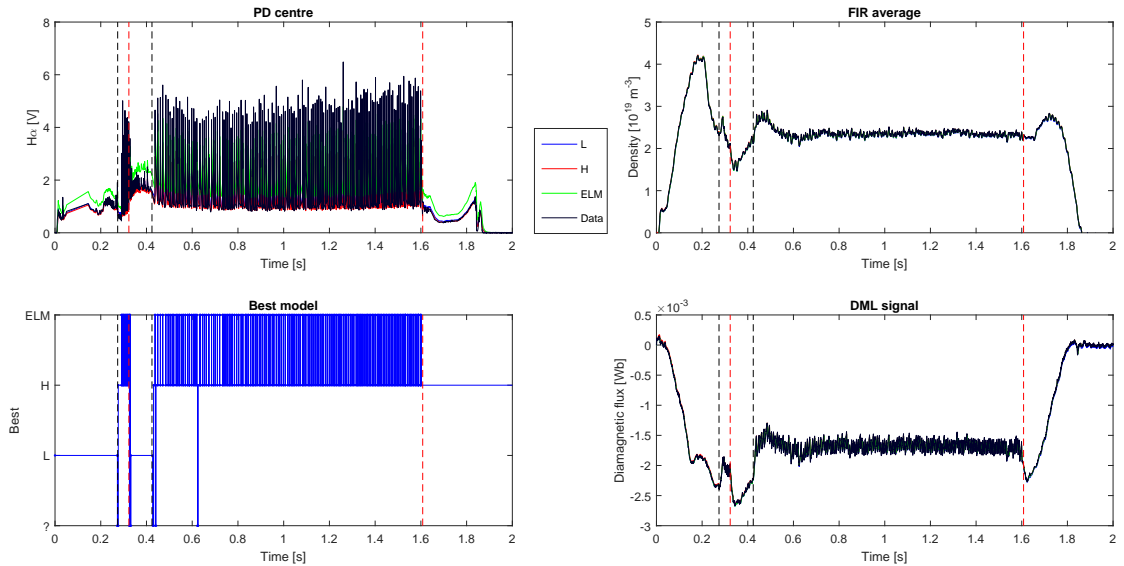 PD centre
8
6
4
2
0
Hα [V]
0 0.2 0.4 0.6 0.8 1 1.2 1.4 1.6 1.8 2
Time [s]
L
H
ELM
Data
FIR average
5
4
3
2
1
0
Density [10^19 m^-3]
0 0.2 0.4 0.6 0.8 1 1.2 1.4 1.6 1.8 2
Time [s]
Best model
ELM
H
L
?
Best
0 0.2 0.4 0.6 0.8 1 1.2 1.4 1.6 1.8 2
Time [s]
DML signal
×10^-3
0.5
0
-0.5
-1
-1.5
-2
-2.5
-3
Diamagnetic flux [Wb]
0 0.2 0.4 0.6 0.8 1 1.2 1.4 1.6 1.8 2
Time [s]